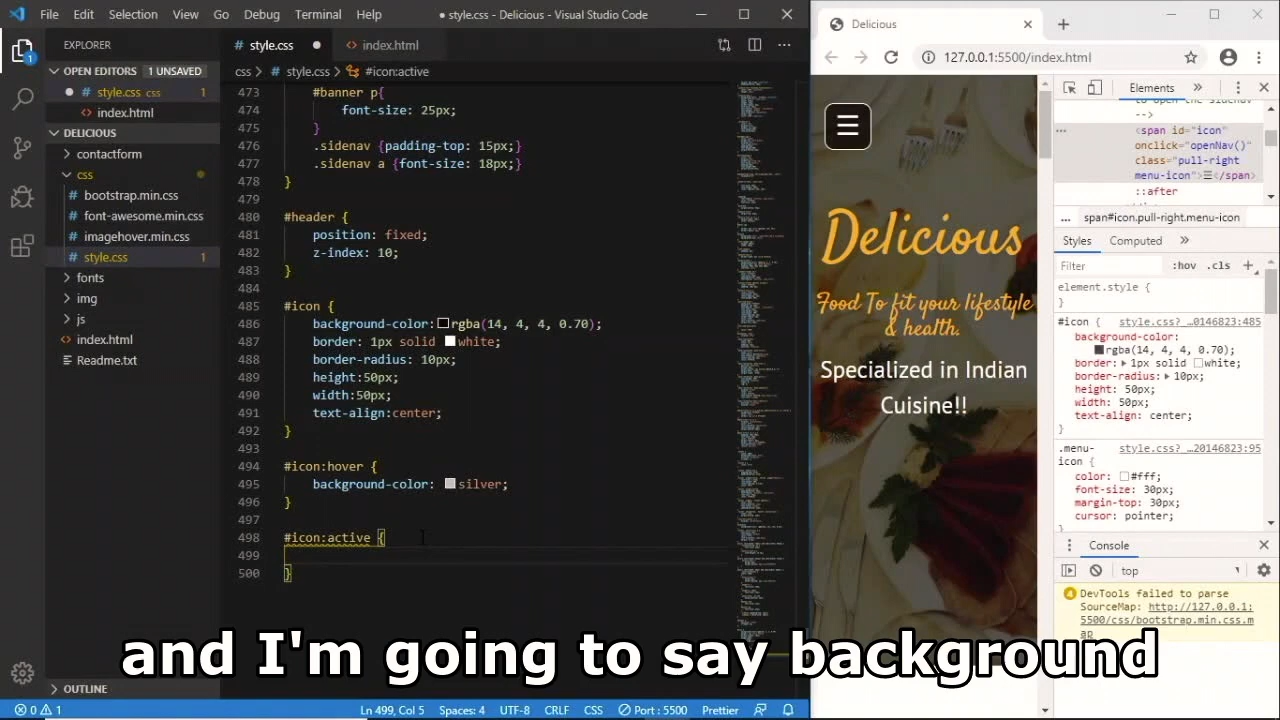 File Edit Selection View Go Debug Terminal Help
● style.css - Delicious - Visual Studio Code
EXPLORER
OPEN EDITORS 1 UNSAVED
style.css css 1
index.html
DELICIOUS
contactform
css
bootstrap.min.css
font-awesome.min.css
imagehover.min.css
style.css 1
fonts
img
js
index.html
Readme.txt
OUTLINE
style.css ● index.html
css > style.css > #icon:active
473 #banner p{
474 font-size: 25px;
475 }
476 .sidenav {padding-top: 15px;}
477 .sidenav a {font-size: 18px;}
478 }
479
480 #header {
481 position: fixed;
482 z-index: 10;
483 }
484
485 #icon {
486 background-color: rgba(14, 4, 4, 0.70);
487 border: 1px solid white;
488 border-radius: 10px;
489 height:50px;
490 width:50px;
491 text-align:center;
492 }
493
494 #icon:hover {
495 background-color: silver
496 }
497
498 #icon:active {
499
500 }
0 1 Ln 499, Col 5 Spaces: 4 UTF-8 CRLF CSS Port : 5500 Prettier
Delicious
127.0.0.1:5500/index.html
☰
Delicious
Food To fit your lifestyle
& health.
Specialized in Indian
Cuisine!!
Elements
to open the sidenav
-->
<span id="icon"
onclick="openNav()"
class="pull-right
menu-icon">☰</span>
::after
... span#icon.pull-right.menu-icon
Styles Computed »
Filter .cls +
element.style {
}
#icon { style.css?…20146823:485
background-color:
rgba(14, 4, 4, 0.70);
border: 1px solid white;
border-radius: 10px;
height: 50px;
width: 50px;
text-align: center;
}
.menu- style.css?…20146823:95
icon {
color: #fff;
font-size: 30px;
margin-top: 30px;
cursor: pointer;
}
Console
top
4 DevTools failed to parse
SourceMap: http://127.0.0.1:
5500/css/bootstrap.min.css.m
ap
and I'm going to say background